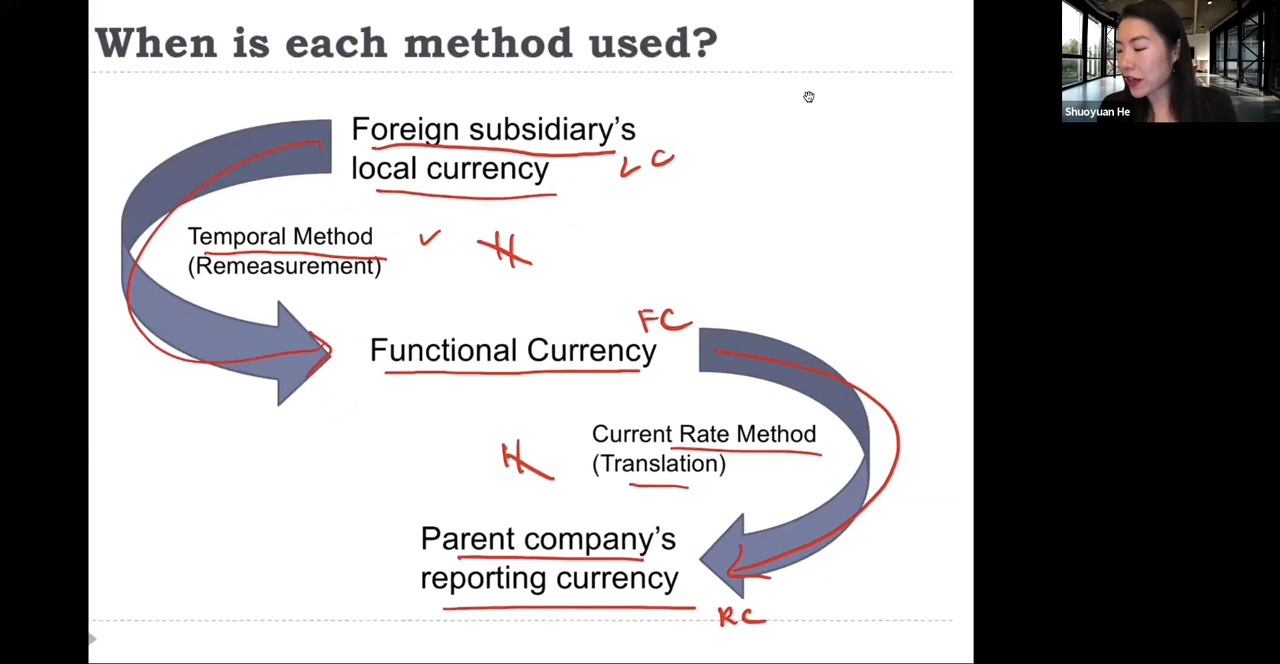 When is each method used?
Shuoyuan He
Foreign subsidiary's
local currency
LC
Temporal Method
(Remeasurement)
FC
Functional Currency
Current Rate Method
(Translation)
Parent company's
reporting currency
RC